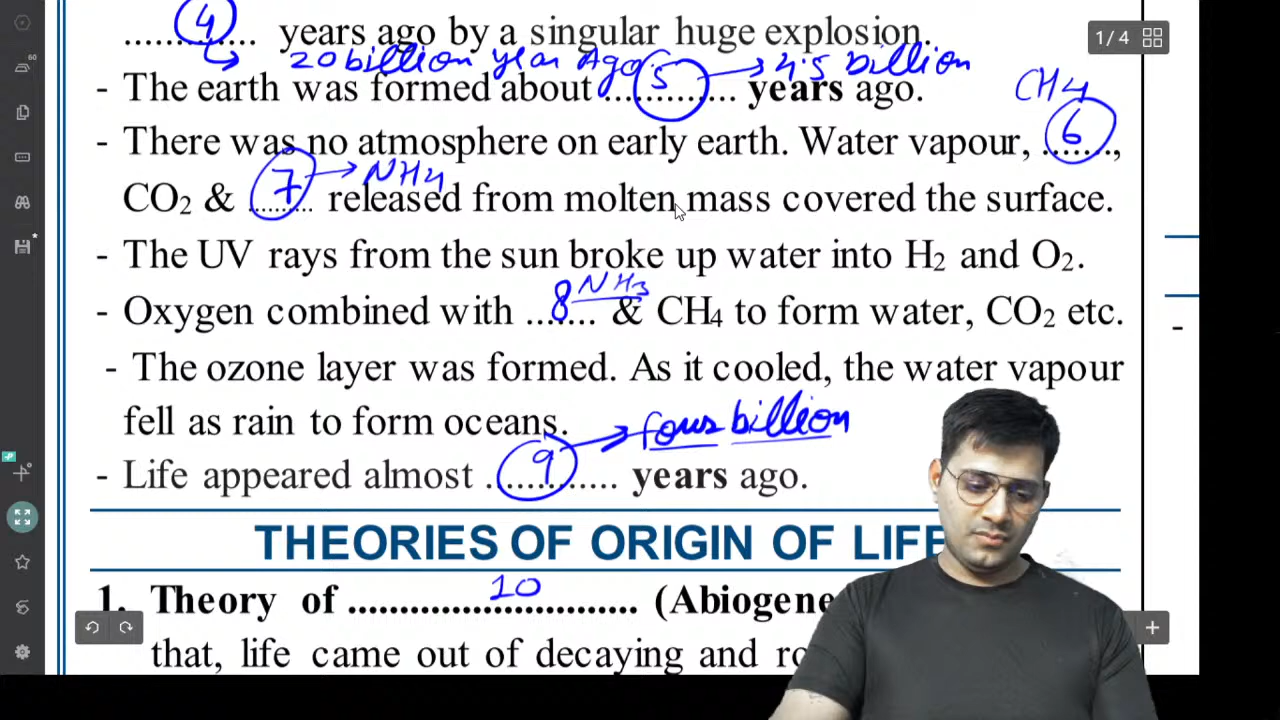 4
............. years ago by a singular huge explosion.
20 billion year Ago
1/4
- The earth was formed about ............. years ago.
5
4.5 billion
CH4
- There was no atmosphere on early earth. Water vapour, .......,
6
CO2 & ......... released from molten mass covered the surface.
7
NH4
- The UV rays from the sun broke up water into H2 and O2.
- Oxygen combined with ....... & CH4 to form water, CO2 etc.
8 NH3
-
- The ozone layer was formed. As it cooled, the water vapour
fell as rain to form oceans.
four billion
- Life appeared almost ............. years ago.
9
THEORIES OF ORIGIN OF LIFE
1. Theory of ............................ (Abiogene
10
that, life came out of decaying and ro